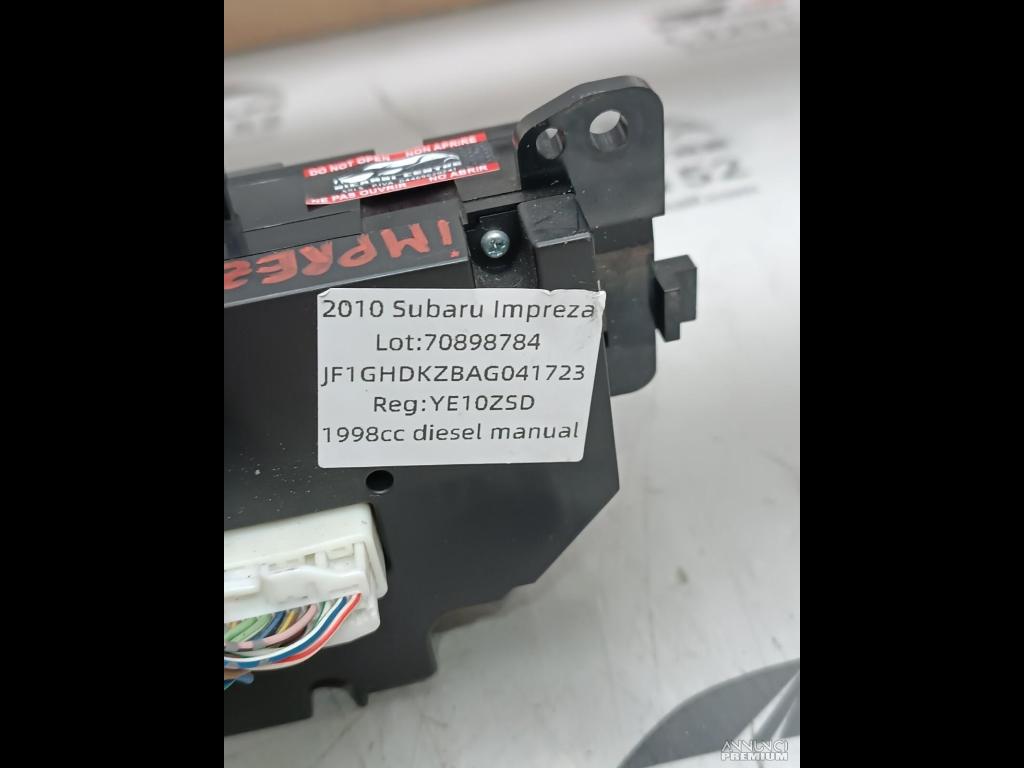 DO NOT OPEN NON APRIRE
NE PAS OUVRIR NO ABRIR
IMPREZ
2010 Subaru Impreza
Lot:70898784
JF1GHDKZBAG041723
Reg:YE10ZSD
1998cc diesel manual
ANNUNCI
PREMIUM